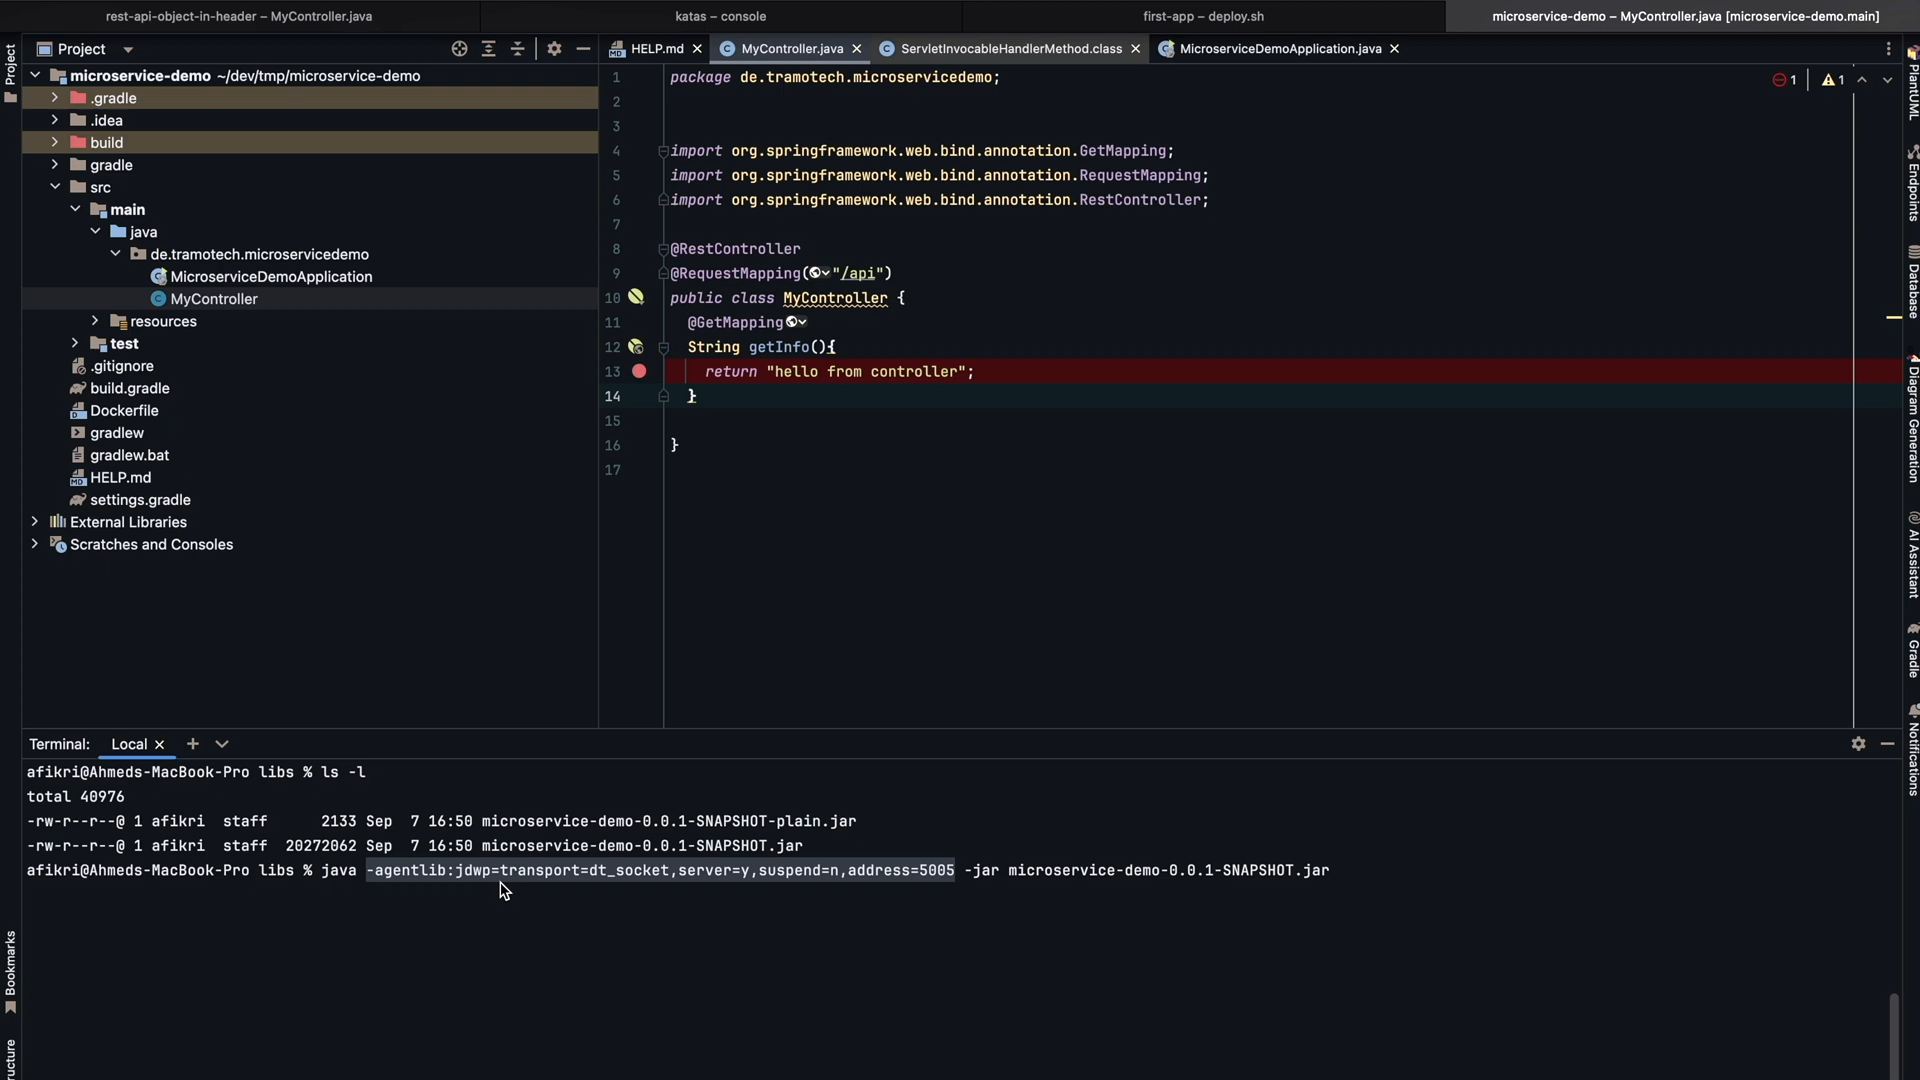 rest-api-object-in-header – MyController.java
katas – console
first-app – deploy.sh
microservice-demo – MyController.java [microservice-demo.main]
Project
HELP.md
MyController.java
ServletInvocableHandlerMethod.class
MicroserviceDemoApplication.java
microservice-demo ~/dev/tmp/microservice-demo
.gradle
.idea
build
gradle
src
main
java
de.tramotech.microservicedemo
MicroserviceDemoApplication
MyController
resources
test
.gitignore
build.gradle
Dockerfile
gradlew
gradlew.bat
HELP.md
settings.gradle
External Libraries
Scratches and Consoles
1 package de.tramotech.microservicedemo;
2
3
4 import org.springframework.web.bind.annotation.GetMapping;
5 import org.springframework.web.bind.annotation.RequestMapping;
6 import org.springframework.web.bind.annotation.RestController;
7
8 @RestController
9 @RequestMapping("/api")
10 public class MyController {
11 @GetMapping
12 String getInfo(){
13 return "hello from controller";
14 }
15
16 }
17
1 1
Project
Bookmarks
ructure
PlantUML
Endpoints
Database
Diagram Generation
AI Assistant
Gradle
Notifications
Terminal: Local
afikri@Ahmeds-MacBook-Pro libs % ls -l
total 40976
-rw-r--r--@ 1 afikri staff 2133 Sep 7 16:50 microservice-demo-0.0.1-SNAPSHOT-plain.jar
-rw-r--r--@ 1 afikri staff 20272062 Sep 7 16:50 microservice-demo-0.0.1-SNAPSHOT.jar
afikri@Ahmeds-MacBook-Pro libs % java -agentlib:jdwp=transport=dt_socket,server=y,suspend=n,address=5005 -jar microservice-demo-0.0.1-SNAPSHOT.jar